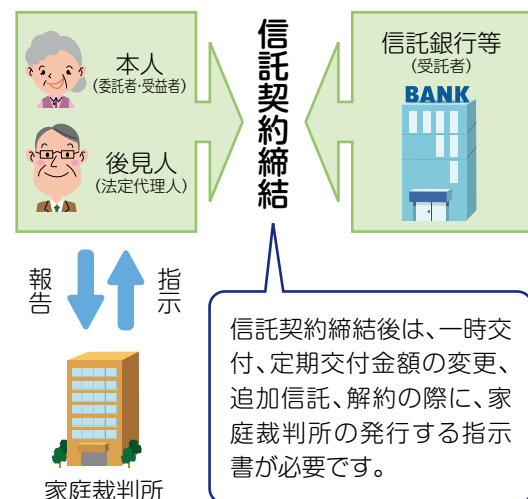 本人
(委託者・受益者)
後見人
(法定代理人)
信託契約締結
信託銀行等
(受託者)
BANK
報告
指示
家庭裁判所
信託契約締結後は、一時交
付、定期交付金額の変更、
追加信託、解約の際に、家
庭裁判所の発行する指示
書が必要です。